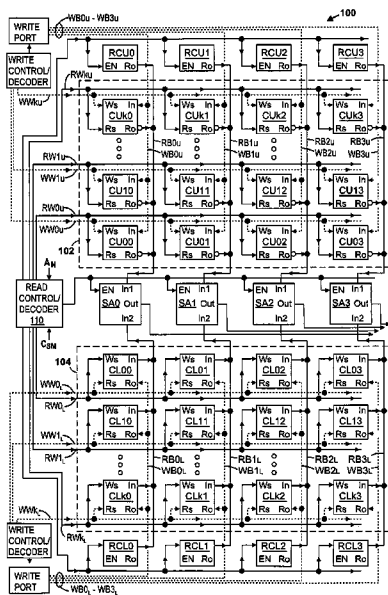 WRITE PORT WB0u - WB3u 100
WRITE CONTROL/ DECODER
RCU0 RCU1 RCU2 RCU3
EN Ro EN Ro EN Ro EN Ro
RWku
WWku
Ws In Ws In Ws In Ws In
CUk0 CUk1 CUk2 CUk3
Rs Ro Rs Ro Rs Ro Rs Ro
RB0u WB0u RB1u WB1u RB2u WB2u RB3u WB3u
RW1u
WW1u
Ws In Ws In Ws In Ws In
CU10 CU11 CU12 CU13
Rs Ro Rs Ro Rs Ro Rs Ro
RW0u
WW0u
Ws In Ws In Ws In Ws In
CU00 CU01 CU02 CU03
Rs Ro Rs Ro Rs Ro Rs Ro
102
AN
READ CONTROL/ DECODER 110
CSM
EN In1 EN In1 EN In1 EN In1
SA0 Out SA1 Out SA2 Out SA3 Out
In2 In2 In2 In2
104
Ws In Ws In Ws In Ws In
CL00 CL01 CL02 CL03
Rs Ro Rs Ro Rs Ro Rs Ro
WW0L
RW0L
Ws In Ws In Ws In Ws In
CL10 CL11 CL12 CL13
Rs Ro Rs Ro Rs Ro Rs Ro
WW1L
RW1L
RB0L WB0L RB1L WB1L RB2L WB2L RB3L WB3L
Ws In Ws In Ws In Ws In
CLk0 CLk1 CLk2 CLk3
Rs Ro Rs Ro Rs Ro Rs Ro
WWkL
RWkL
WRITE CONTROL/ DECODER
RCL0 RCL1 RCL2 RCL3
EN Ro EN Ro EN Ro EN Ro
WRITE PORT WB0L - WB3L